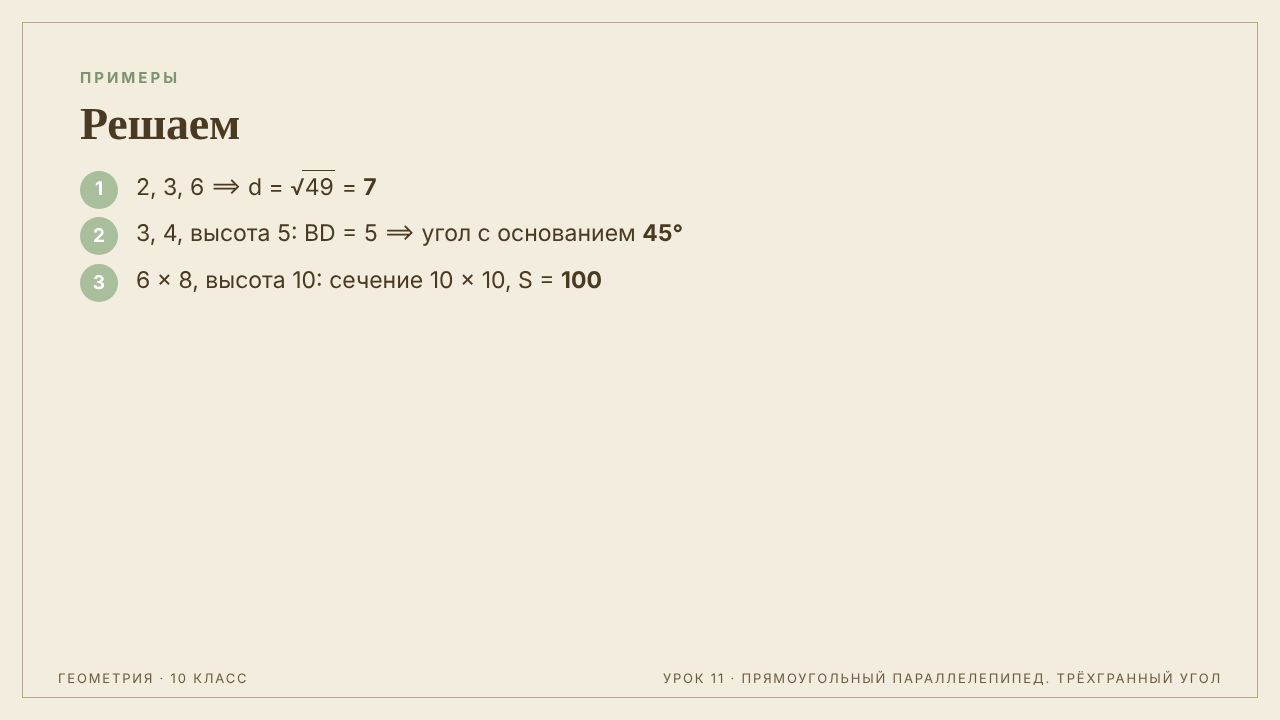 ПРИМЕРЫ
Решаем
1 2, 3, 6 ⟹ d = √49 = 7
2 3, 4, высота 5: BD = 5 ⟹ угол с основанием 45°
3 6 × 8, высота 10: сечение 10 × 10, S = 100
ГЕОМЕТРИЯ · 10 КЛАСС
УРОК 11 · ПРЯМОУГОЛЬНЫЙ ПАРАЛЛЕЛЕПИПЕД. ТРЁХГРАННЫЙ УГОЛ